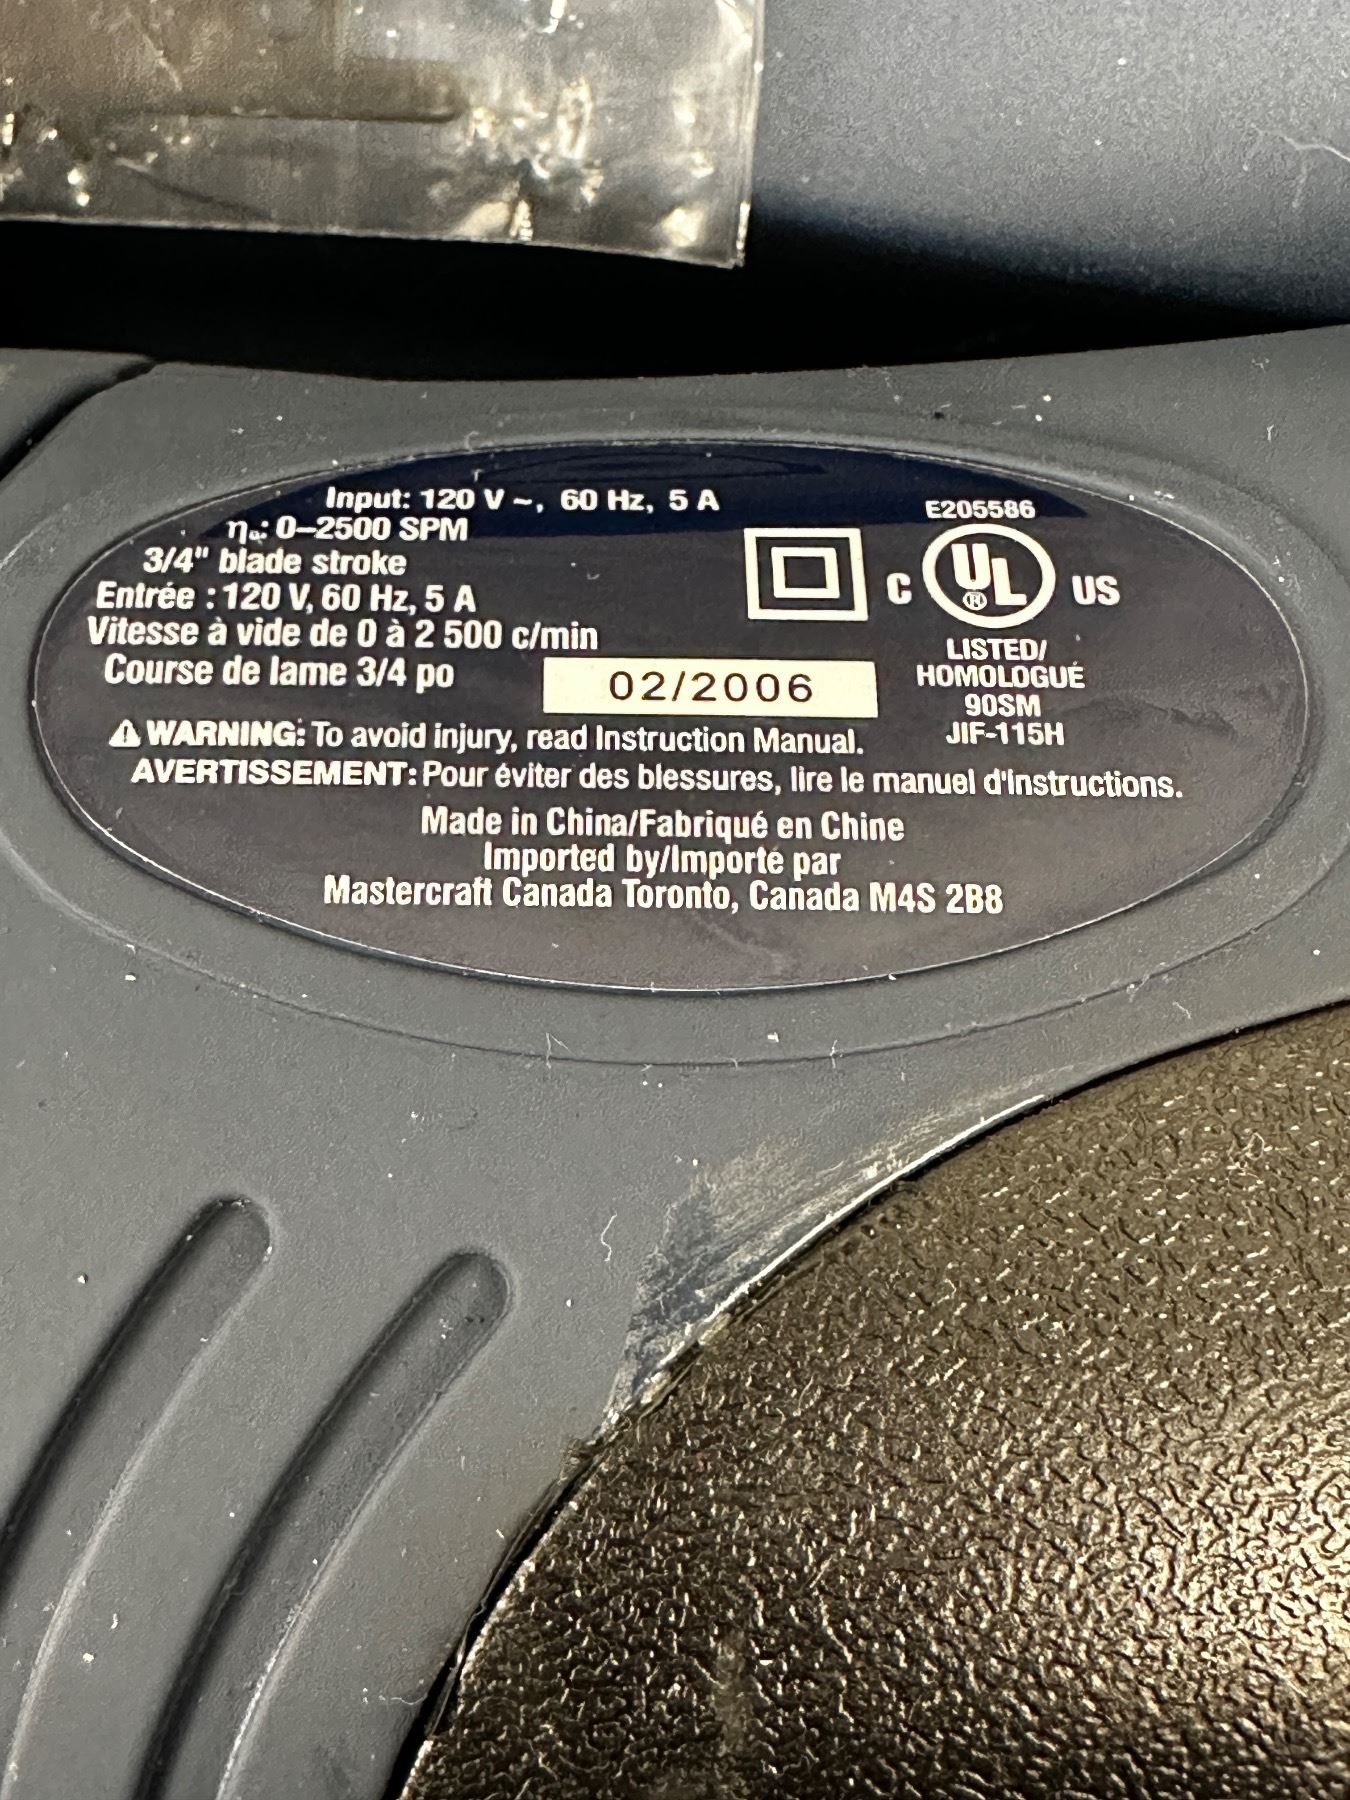 Input: 120 V ~, 60 Hz, 5 A
η₀: 0–2500 SPM
3/4" blade stroke
Entrée : 120 V, 60 Hz, 5 A
Vitesse à vide de 0 à 2 500 c/min
Course de lame 3/4 po
02/2006
E205586
C UL ® US
LISTED/
HOMOLOGUÉ
90SM
JIF-115H
⚠ WARNING: To avoid injury, read Instruction Manual.
AVERTISSEMENT: Pour éviter des blessures, lire le manuel d'instructions.
Made in China/Fabriqué en Chine
Imported by/Importé par
Mastercraft Canada Toronto, Canada M4S 2B8